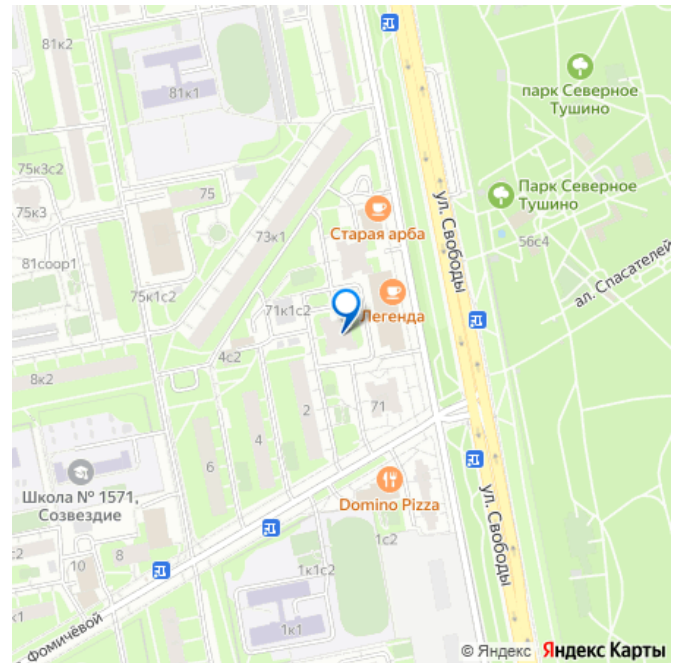 81к2
81к1
парк Северное
Тушино
75к3с2
75
Парк Северное
Тушино
75к3
Старая арба
ул. Свободы
73к1
56с4
81соор1
ал. Спасателей
75к1с2
71к1с2
Легенда
4с2
8к2
2
71
4
6
Школа № 1571,
Созвездие
Domino Pizza
ул. Свободы
8
1с2
с2
10
1к1с2
к1
1к1
Фомичёвой
© Яндекс Яндекс Карты